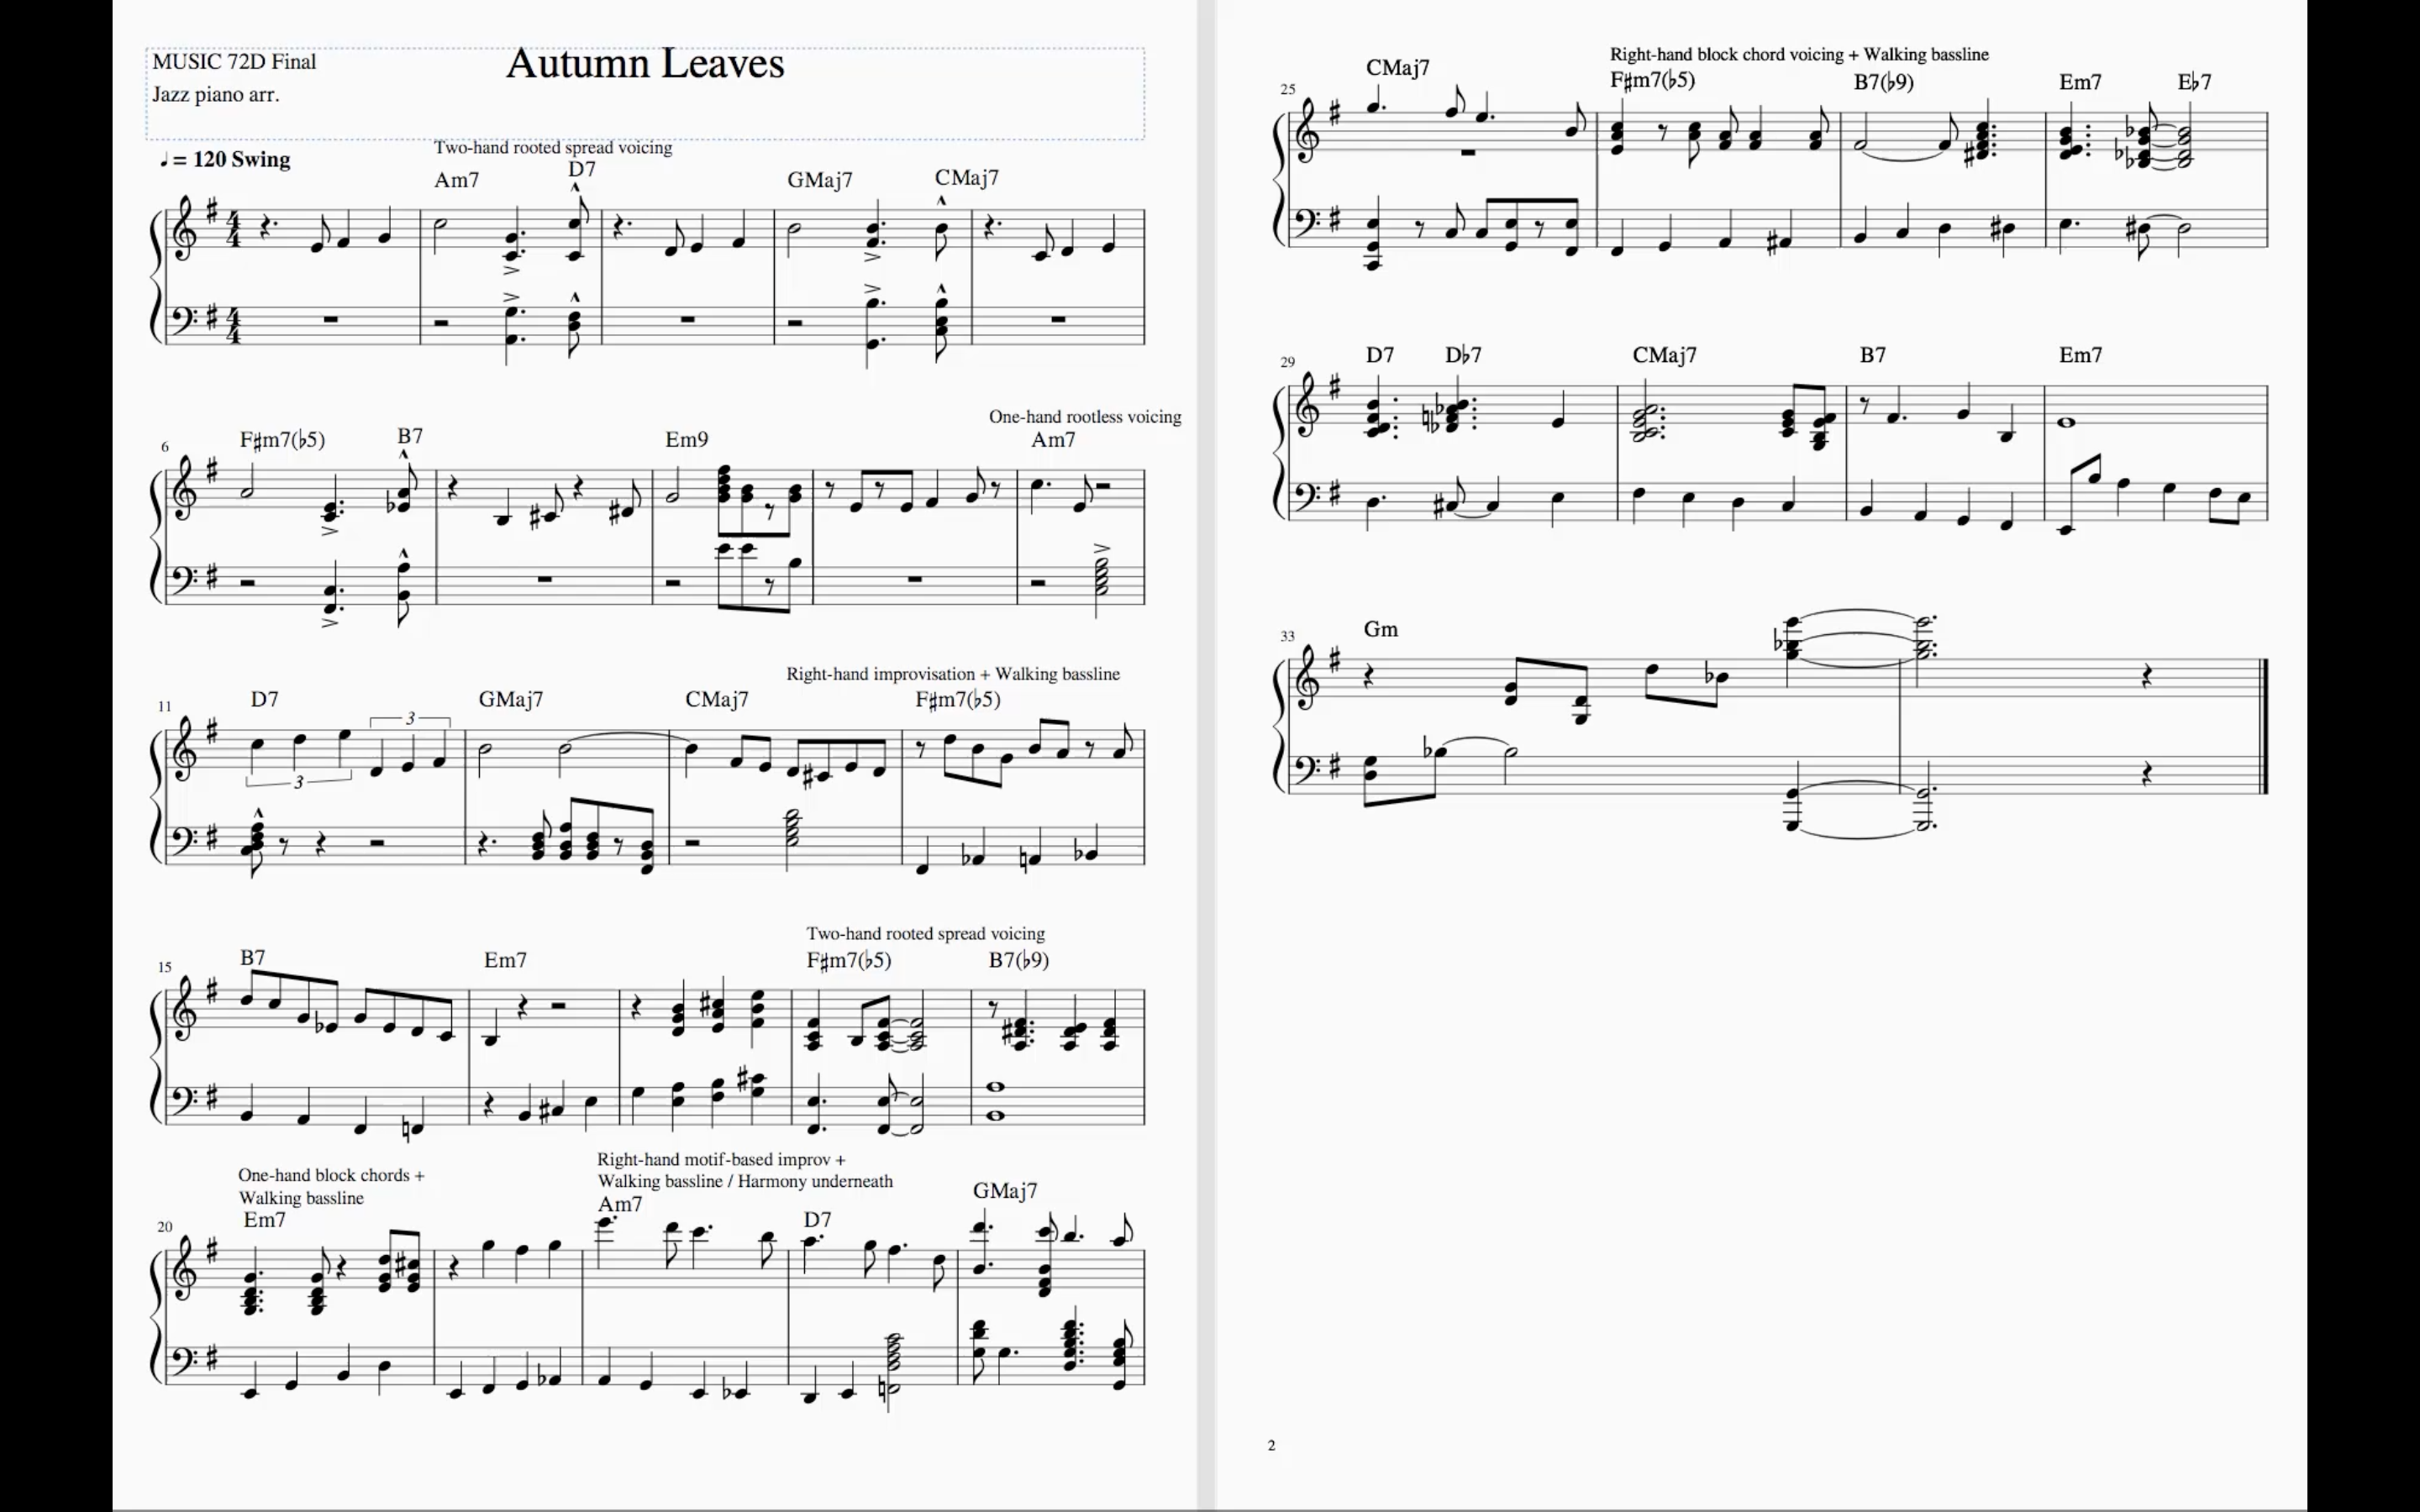 MUSIC 72D Final
Autumn Leaves
Jazz piano arr.
♩ = 120 Swing
Two-hand rooted spread voicing
Am7 D7 GMaj7 CMaj7
4 4
4 4
One-hand rootless voicing
6 F♯m7(♭5) B7 Em9 Am7
Right-hand improvisation + Walking bassline
11 D7 GMaj7 CMaj7 F♯m7(♭5)
3
3
Two-hand rooted spread voicing
15 B7 Em7 F♯m7(♭5) B7(♭9)
One-hand block chords +
Walking bassline
Right-hand motif-based improv +
Walking bassline / Harmony underneath
20 Em7 Am7 D7 GMaj7
Right-hand block chord voicing + Walking bassline
25 CMaj7 F♯m7(♭5) B7(♭9) Em7 E♭7
29 D7 D♭7 CMaj7 B7 Em7
33 Gm
2